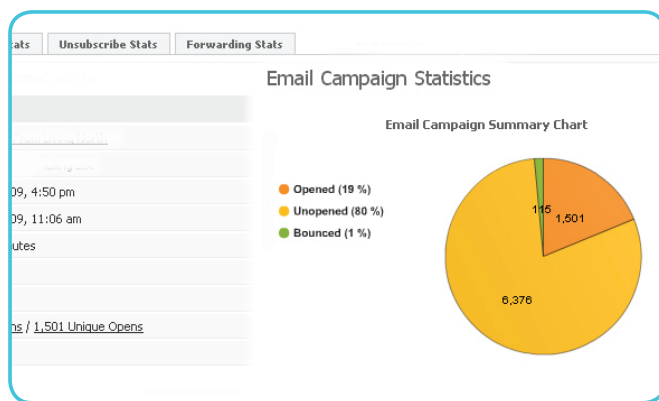 tats Unsubscribe Stats Forwarding Stats
Email Campaign Statistics
Email Campaign Summary Chart
09, 4:50 pm
09, 11:06 am
utes
ns / 1,501 Unique Opens
Opened (19 %)
Unopened (80 %)
Bounced (1 %)
115
1,501
6,376